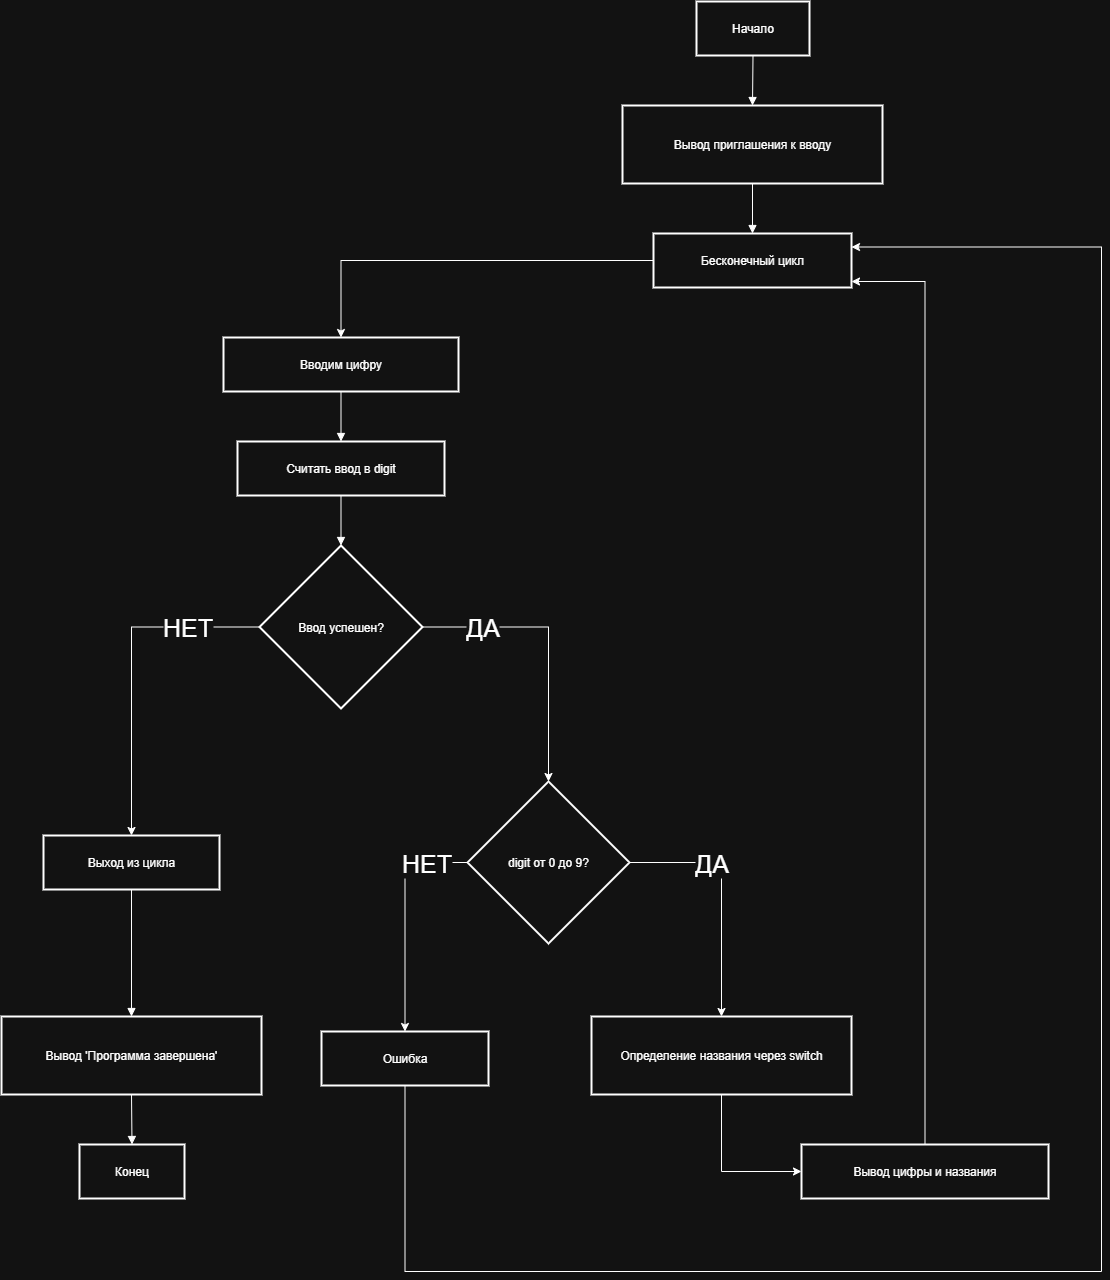 Начало
Вывод приглашения к вводу
Бесконечный цикл
Вводим цифру
Считать ввод в digit
Ввод успешен?
НЕТ
ДА
digit от 0 до 9?
НЕТ
ДА
Выход из цикла
Вывод 'Программа завершена'
Ошибка
Определение названия через switch
Конец
Вывод цифры и названия